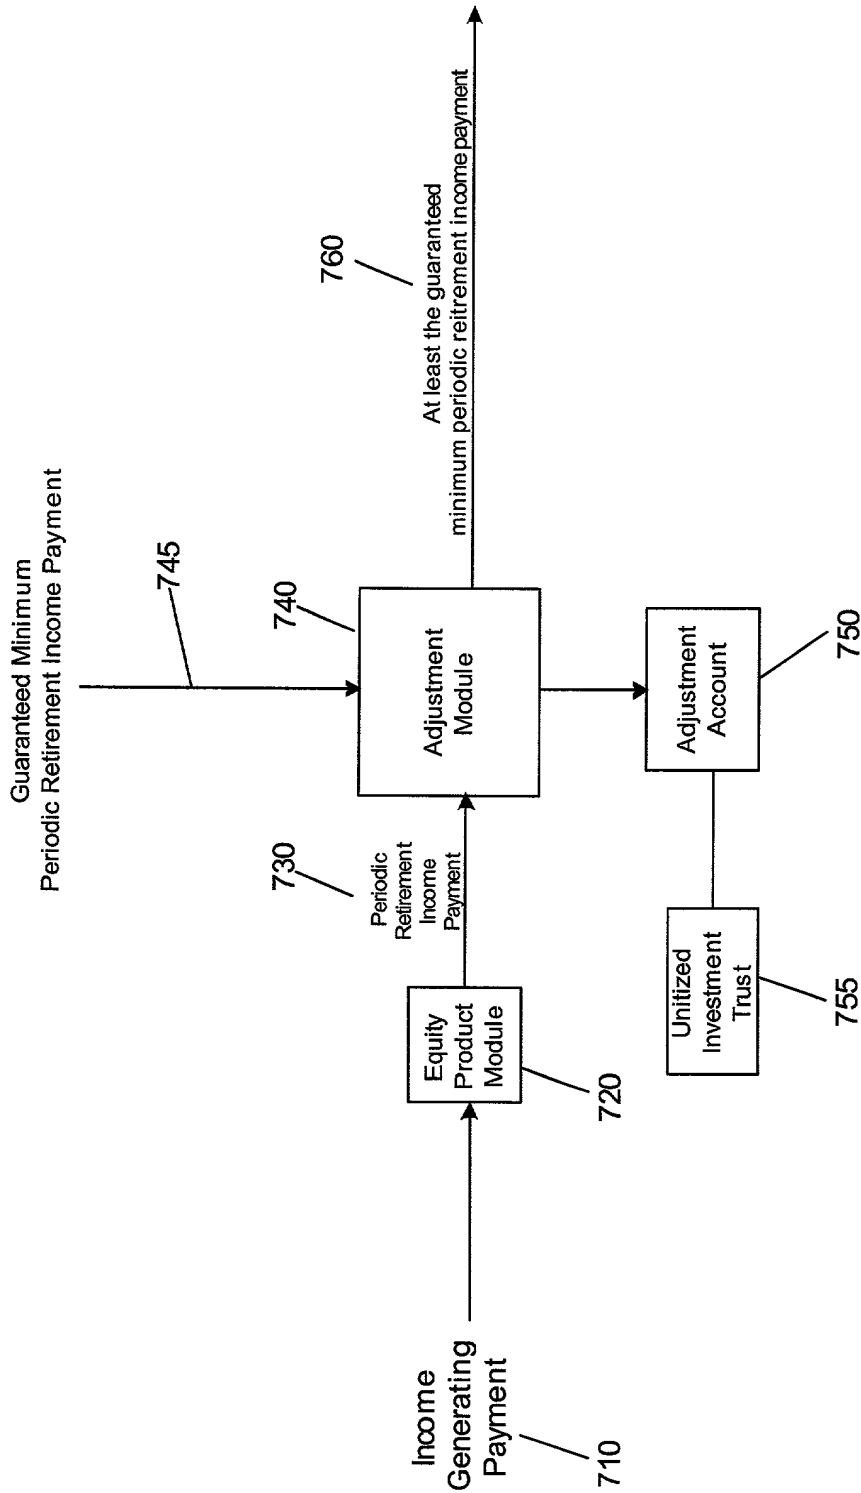 Guaranteed Minimum
Periodic Retirement Income Payment
745
Income
Generating
Payment
710
Equity
Product
Module
720
730
Periodic
Retirement
Income
Payment
740
Adjustment
Module
760
At least the guaranteed
minimum periodic reitrement income payment
Adjustment
Account
750
Unitized
Investment
Trust
755